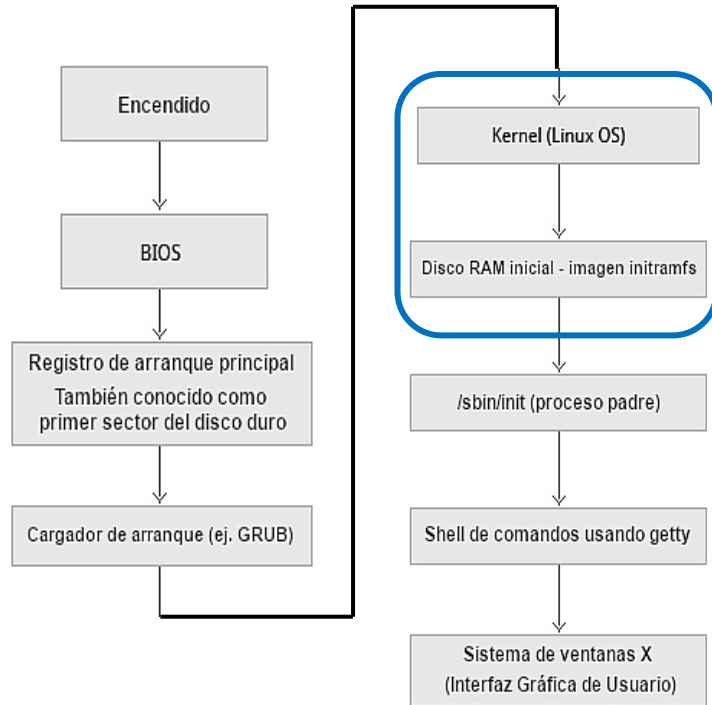 Encendido
BIOS
Registro de arranque principal
También conocido como
primer sector del disco duro
Cargador de arranque (ej. GRUB)
Kernel (Linux OS)
Disco RAM inicial - imagen initramfs
/sbin/init (proceso padre)
Shell de comandos usando getty
Sistema de ventanas X
(Interfaz Gráfica de Usuario)